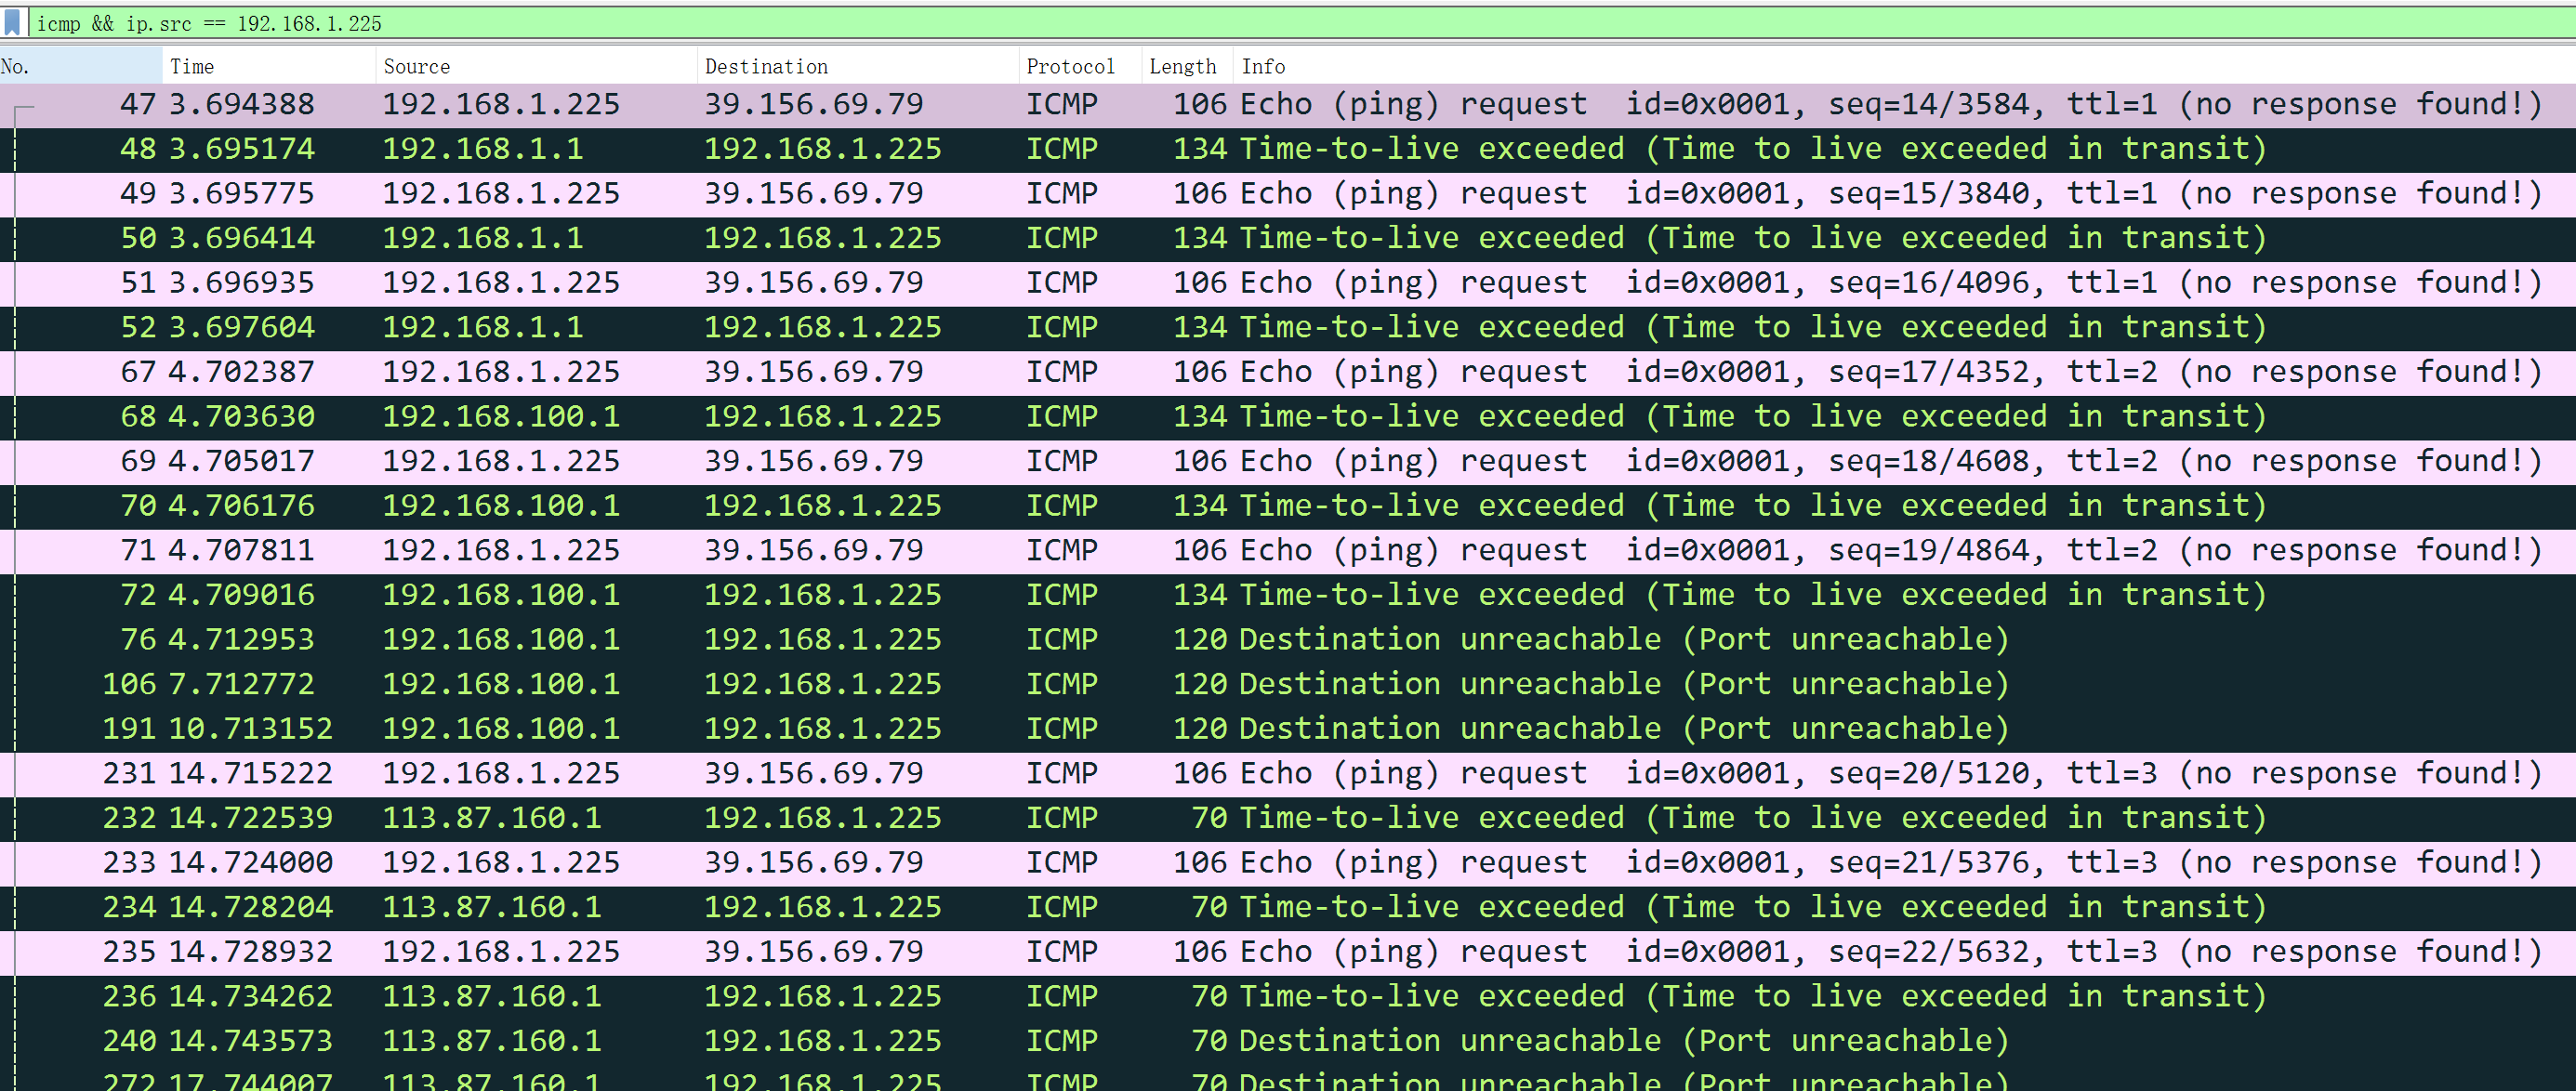 icmp && ip.src == 192.168.1.225
No. Time Source Destination Protocol Length Info
47 3.694388 192.168.1.225 39.156.69.79 ICMP 106 Echo (ping) request id=0x0001, seq=14/3584, ttl=1 (no response found!)
48 3.695174 192.168.1.1 192.168.1.225 ICMP 134 Time-to-live exceeded (Time to live exceeded in transit)
49 3.695775 192.168.1.225 39.156.69.79 ICMP 106 Echo (ping) request id=0x0001, seq=15/3840, ttl=1 (no response found!)
50 3.696414 192.168.1.1 192.168.1.225 ICMP 134 Time-to-live exceeded (Time to live exceeded in transit)
51 3.696935 192.168.1.225 39.156.69.79 ICMP 106 Echo (ping) request id=0x0001, seq=16/4096, ttl=1 (no response found!)
52 3.697604 192.168.1.1 192.168.1.225 ICMP 134 Time-to-live exceeded (Time to live exceeded in transit)
67 4.702387 192.168.1.225 39.156.69.79 ICMP 106 Echo (ping) request id=0x0001, seq=17/4352, ttl=2 (no response found!)
68 4.703630 192.168.100.1 192.168.1.225 ICMP 134 Time-to-live exceeded (Time to live exceeded in transit)
69 4.705017 192.168.1.225 39.156.69.79 ICMP 106 Echo (ping) request id=0x0001, seq=18/4608, ttl=2 (no response found!)
70 4.706176 192.168.100.1 192.168.1.225 ICMP 134 Time-to-live exceeded (Time to live exceeded in transit)
71 4.707811 192.168.1.225 39.156.69.79 ICMP 106 Echo (ping) request id=0x0001, seq=19/4864, ttl=2 (no response found!)
72 4.709016 192.168.100.1 192.168.1.225 ICMP 134 Time-to-live exceeded (Time to live exceeded in transit)
76 4.712953 192.168.100.1 192.168.1.225 ICMP 120 Destination unreachable (Port unreachable)
106 7.712772 192.168.100.1 192.168.1.225 ICMP 120 Destination unreachable (Port unreachable)
191 10.713152 192.168.100.1 192.168.1.225 ICMP 120 Destination unreachable (Port unreachable)
231 14.715222 192.168.1.225 39.156.69.79 ICMP 106 Echo (ping) request id=0x0001, seq=20/5120, ttl=3 (no response found!)
232 14.722539 113.87.160.1 192.168.1.225 ICMP 70 Time-to-live exceeded (Time to live exceeded in transit)
233 14.724000 192.168.1.225 39.156.69.79 ICMP 106 Echo (ping) request id=0x0001, seq=21/5376, ttl=3 (no response found!)
234 14.728204 113.87.160.1 192.168.1.225 ICMP 70 Time-to-live exceeded (Time to live exceeded in transit)
235 14.728932 192.168.1.225 39.156.69.79 ICMP 106 Echo (ping) request id=0x0001, seq=22/5632, ttl=3 (no response found!)
236 14.734262 113.87.160.1 192.168.1.225 ICMP 70 Time-to-live exceeded (Time to live exceeded in transit)
240 14.743573 113.87.160.1 192.168.1.225 ICMP 70 Destination unreachable (Port unreachable)
272 17.744007 113.87.160.1 192.168.1.225 ICMP 70 Destination unreachable (Port unreachable)